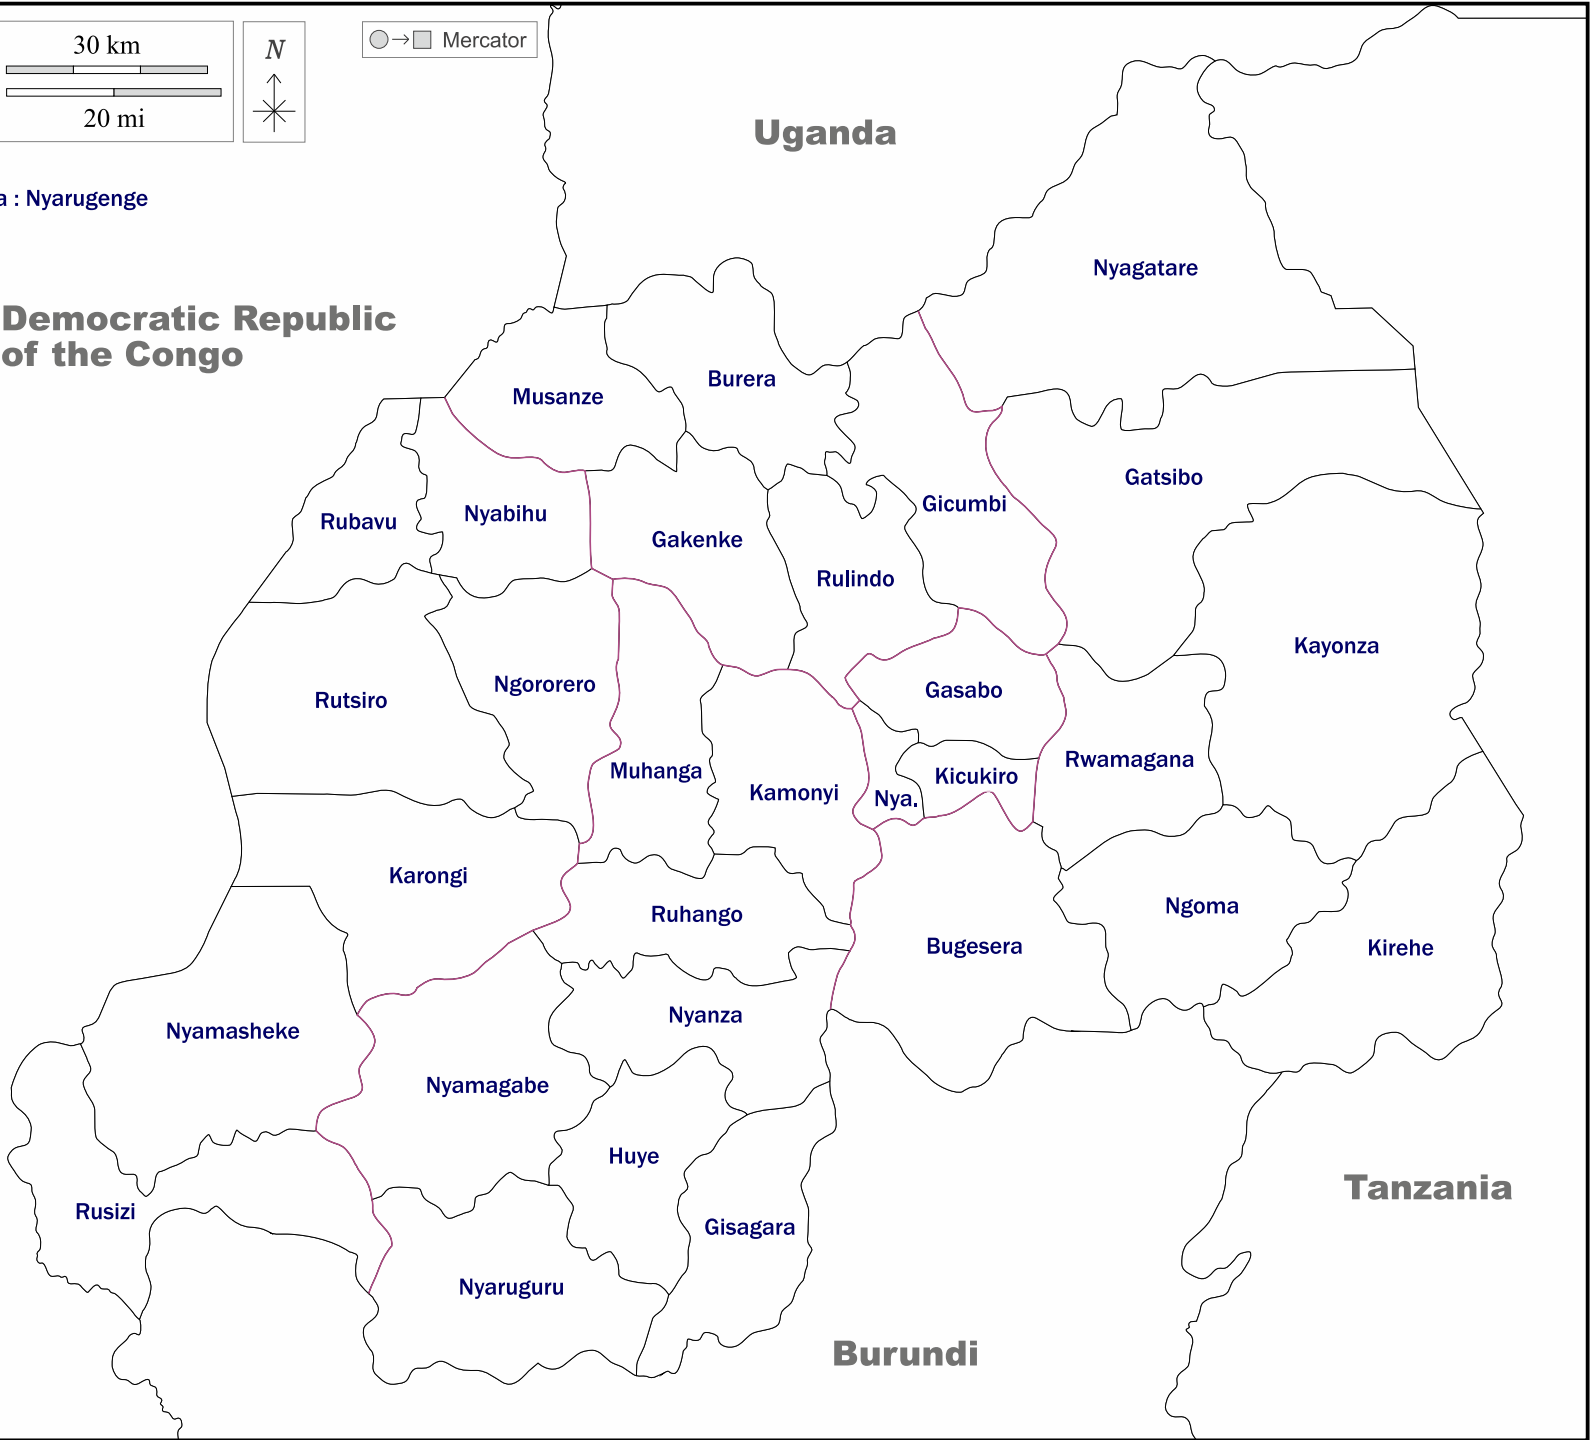 30 km
20 mi
N
Mercator
a : Nyarugenge
Uganda
Nyagatare
Democratic Republic
of the Congo
Burera
Musanze
Gatsibo
Gicumbi
Rubavu
Nyabihu
Gakenke
Rulindo
Kayonza
Rutsiro
Ngororero
Gasabo
Muhanga
Kamonyi
Nya.
Kicukiro
Rwamagana
Karongi
Ruhango
Ngoma
Bugesera
Kirehe
Nyamasheke
Nyanza
Nyamagabe
Huye
Rusizi
Gisagara
Nyaruguru
Tanzania
Burundi